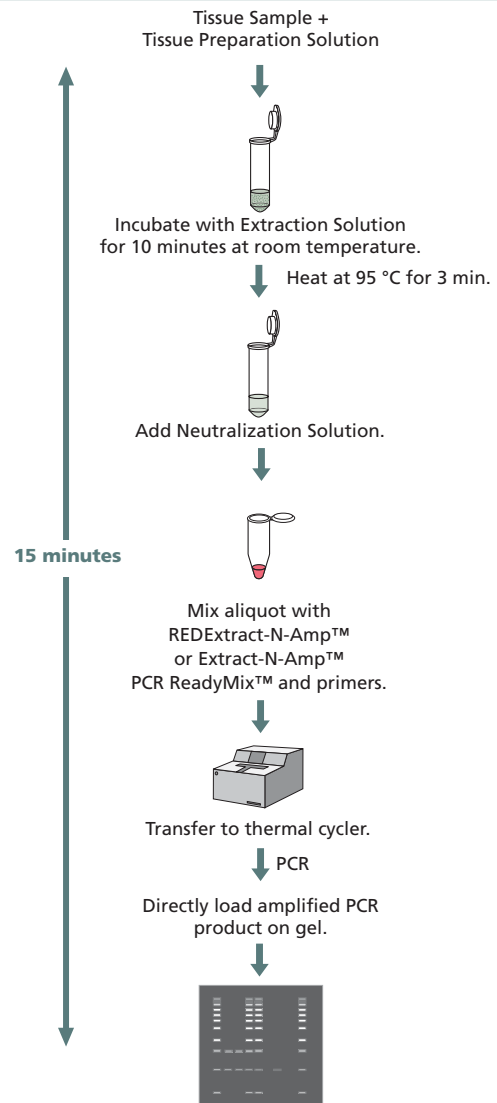 Tissue Sample +
Tissue Preparation Solution
Incubate with Extraction Solution
for 10 minutes at room temperature.
Heat at 95 °C for 3 min.
Add Neutralization Solution.
15 minutes
Mix aliquot with
REDExtract-N-Amp™
or Extract-N-Amp™
PCR ReadyMix™ and primers.
Transfer to thermal cycler.
PCR
Directly load amplified PCR
product on gel.